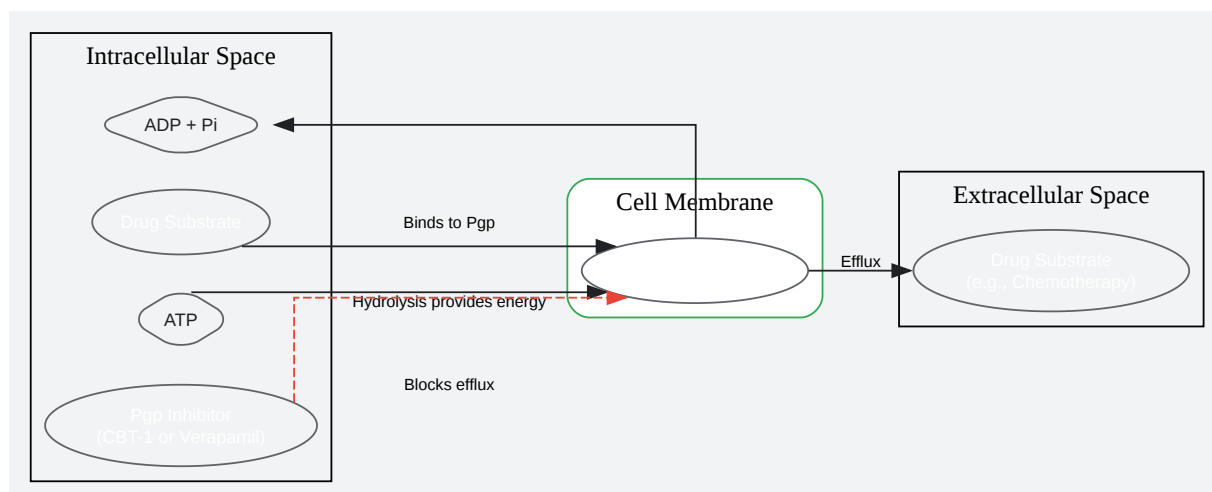 Intracellular Space
ADP + Pi
Drug Substrate
ATP
Pgp Inhibitor
(CBT-1 or Verapamil)
Binds to Pgp
Hydrolysis provides energy
Blocks efflux
Cell Membrane
Efflux
Extracellular Space
Drug Substrate
(e.g., Chemotherapy)